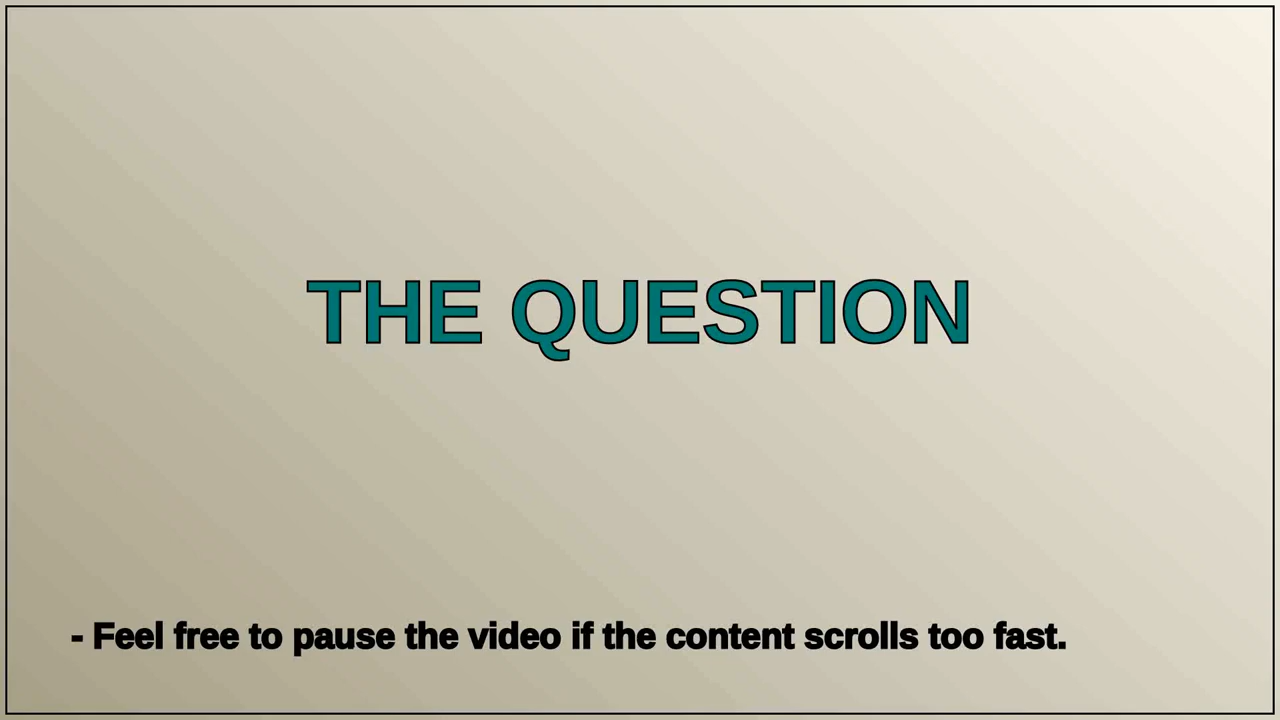 THE QUESTION
- Feel free to pause the video if the content scrolls too fast.